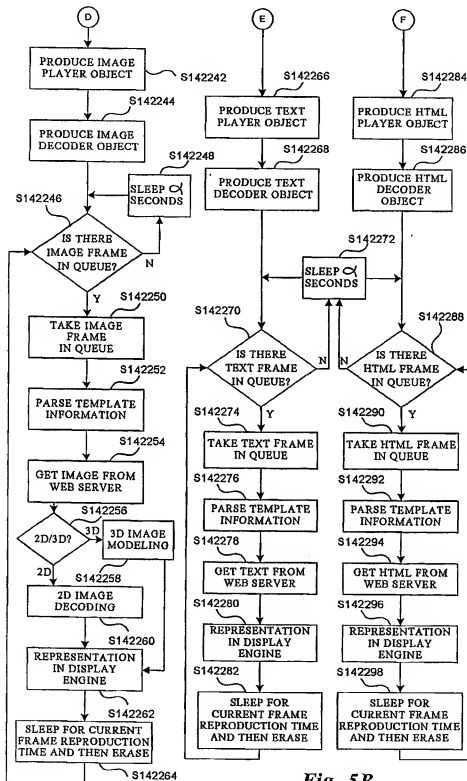 D
PRODUCE IMAGE
PLAYER OBJECT
S142242
S142244
PRODUCE IMAGE
DECODER OBJECT
S142248
SLEEP α
SECONDS
S142246
IS THERE
IMAGE FRAME
IN QUEUE?
N
Y
S142250
TAKE IMAGE
FRAME
IN QUEUE
S142252
PARSE TEMPLATE
INFORMATION
S142254
GET IMAGE FROM
WEB SERVER
S142256
2D/3D?
3D
3D IMAGE
MODELING
2D
S142258
2D IMAGE
DECODING
S142260
REPRESENTATION
IN DISPLAY
ENGINE
S142262
SLEEP FOR CURRENT
FRAME REPRODUCTION
TIME AND THEN ERASE
S142264
E
S142266
PRODUCE TEXT
PLAYER OBJECT
S142268
PRODUCE TEXT
DECODER OBJECT
S142272
SLEEP α
SECONDS
S142270
IS THERE
TEXT FRAME
IN QUEUE?
N
Y
S142274
TAKE TEXT FRAME
IN QUEUE
S142276
PARSE TEMPLATE
INFORMATION
S142278
GET TEXT FROM
WEB SERVER
S142280
REPRESENTATION
IN DISPLAY
ENGINE
S142282
SLEEP FOR CURRENT
FRAME REPRODUCTION
TIME AND THEN ERASE
F
S142284
PRODUCE HTML
PLAYER OBJECT
S142286
PRODUCE HTML
DECODER
OBJECT
S142288
IS THERE
HTML FRAME
IN QUEUE?
N
Y
S142290
TAKE HTML FRAME
IN QUEUE
S142292
PARSE TEMPLATE
INFORMATION
S142294
GET HTML FROM
WEB SERVER
S142296
REPRESENTATION
IN DISPLAY
ENGINE
S142298
SLEEP FOR CURRENT
FRAME REPRODUCTION
TIME AND THEN ERASE